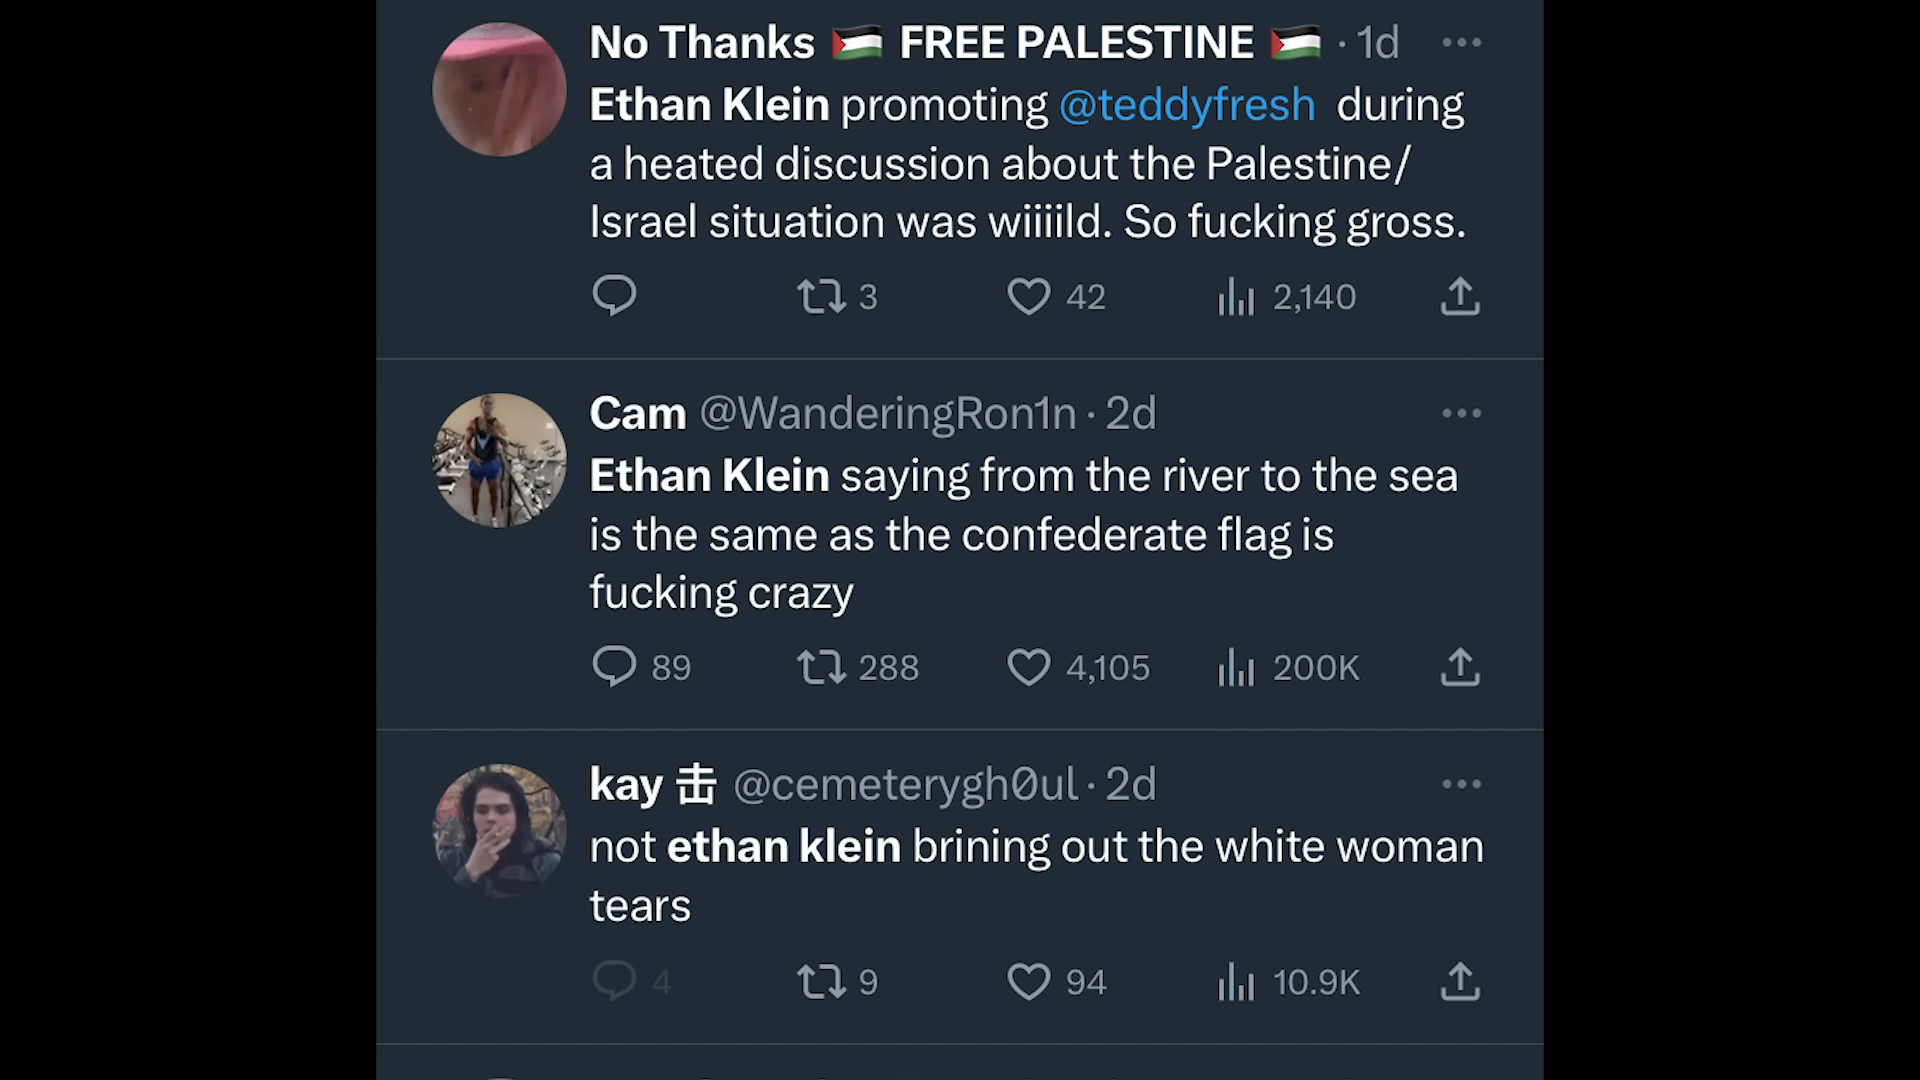 No Thanks 🇵🇸 FREE PALESTINE 🇵🇸 · 1d
Ethan Klein promoting @teddyfresh during
a heated discussion about the Palestine/
Israel situation was wiiiild. So fucking gross.
3 42 2,140
Cam @WanderingRon1n · 2d
Ethan Klein saying from the river to the sea
is the same as the confederate flag is
fucking crazy
89 288 4,105 200K
kay 击 @cemeterygh0ul · 2d
not ethan klein brining out the white woman
tears
4 9 94 10.9K